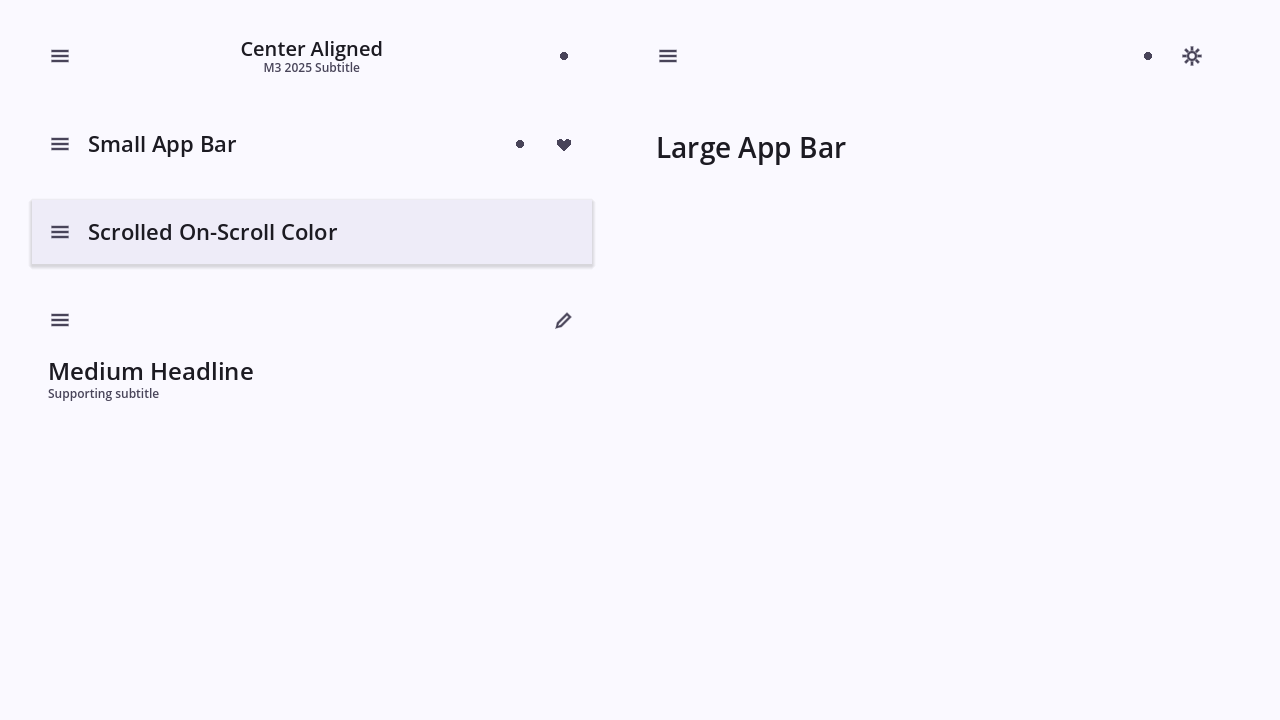 Center Aligned
M3 2025 Subtitle
Small App Bar
Scrolled On-Scroll Color
Medium Headline
Supporting subtitle
Large App Bar